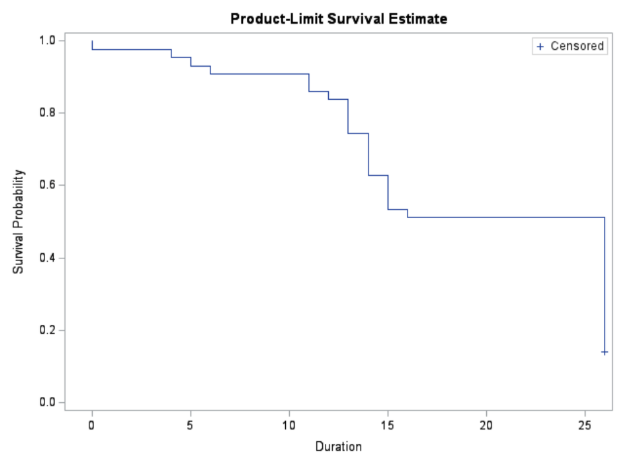 Product-Limit Survival Estimate
+ Censored
1.0
0.8
0.6
0.4
0.2
0.0
Survival Probability
0 5 10 15 20 25
Duration